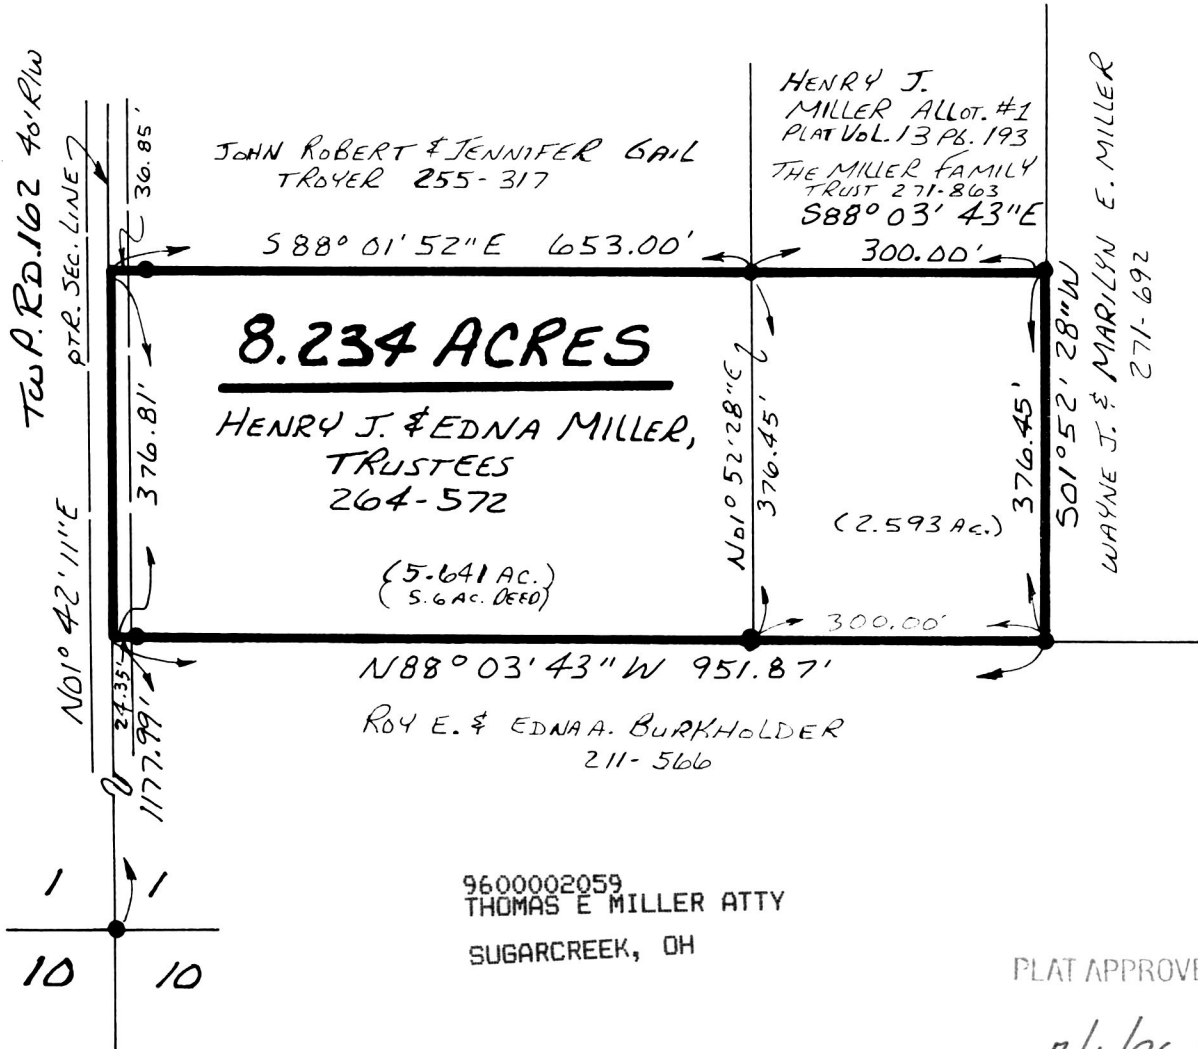 TWP. RD. 162 40' R/W
QTR. SEC. LINE
36.85'
JOHN ROBERT & JENNIFER GAIL
TROYER 255-317
HENRY J.
MILLER ALLOT. #1
PLAT VOL. 13 PG. 193
THE MILLER FAMILY
TRUST 271-863
S88° 03' 43"E
300.00'
S 88° 01' 52"E 653.00'
8.234 ACRES
HENRY J. & EDNA MILLER,
TRUSTEES
264-572
(5.641 AC.)
(5.6 AC. DEED)
376.81'
N01° 42' 11"E
N01° 52' 28"E
376.45'
(2.593 AC.)
376.45'
S01° 52' 28"W
WAYNE J. & MARILYN E. MILLER
271-692
300.00'
N88° 03' 43"W 951.87'
24.35'
1177.99'
ROY E. & EDNA A. BURKHOLDER
211-566
1 1
10 10
9600002059
THOMAS E MILLER ATTY
SUGARCREEK, OH
PLAT APPROVE